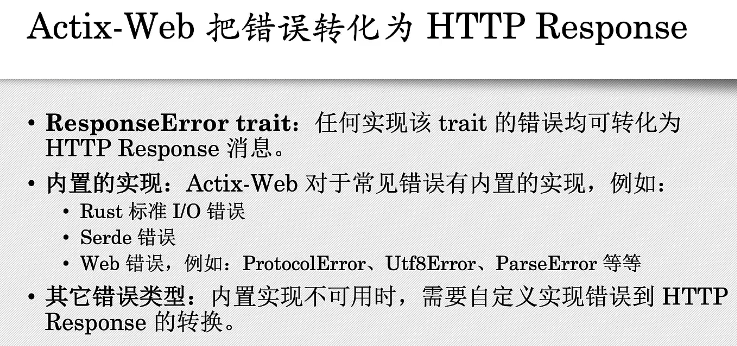 Actix-Web 把错误转化为 HTTP Response
• ResponseError trait：任何实现该 trait 的错误均可转化为
HTTP Response 消息。
• 内置的实现：Actix-Web 对于常见错误有内置的实现，例如：
• Rust 标准 I/O 错误
• Serde 错误
• Web 错误，例如：ProtocolError、Utf8Error、ParseError 等等
• 其它错误类型：内置实现不可用时，需要自定义实现错误到 HTTP
Response 的转换。